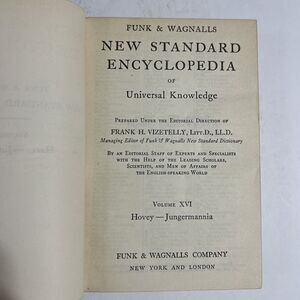 FUNK & WAGNALLS
NEW STANDARD
ENCYCLOPEDIA
OF
Universal Knowledge
Prepared Under the Editorial Direction of
FRANK H. VIZETELLY, Litt.D., LL.D.
Managing Editor of Funk & Wagnalls New Standard Dictionary
By an Editorial Staff of Experts and Specialists
with the Help of the Leading Scholars,
Scientists, and Men of Affairs of
the English-speaking World
Volume XVI
Hovey — Jungermannia
FUNK & WAGNALLS COMPANY
NEW YORK AND LONDON